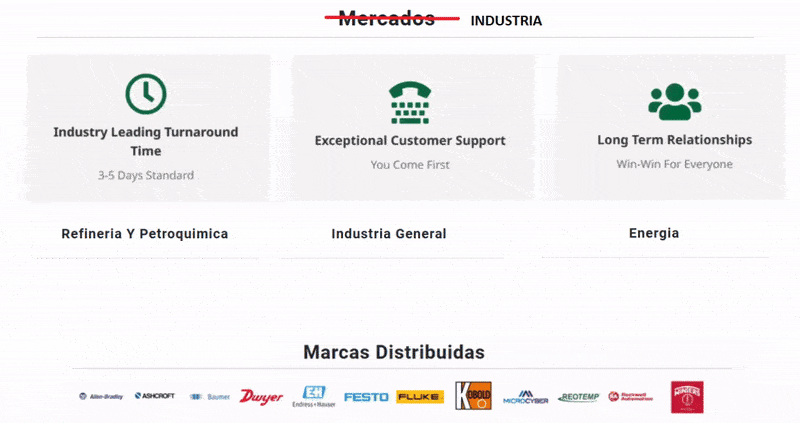 Mercados INDUSTRIA
Industry Leading Turnaround
Time
3-5 Days Standard
Exceptional Customer Support
You Come First
Long Term Relationships
Win-Win For Everyone
Refineria Y Petroquimica
Industria General
Energia
Marcas Distribuidas
Allen-Bradley
ASHCROFT
Baumer
Dwyer
EH
Endress+Hauser
FESTO
FLUKE
KOBOLD
MICROCYBER
REOTEMP
Rockwell
Automation
WINTERS